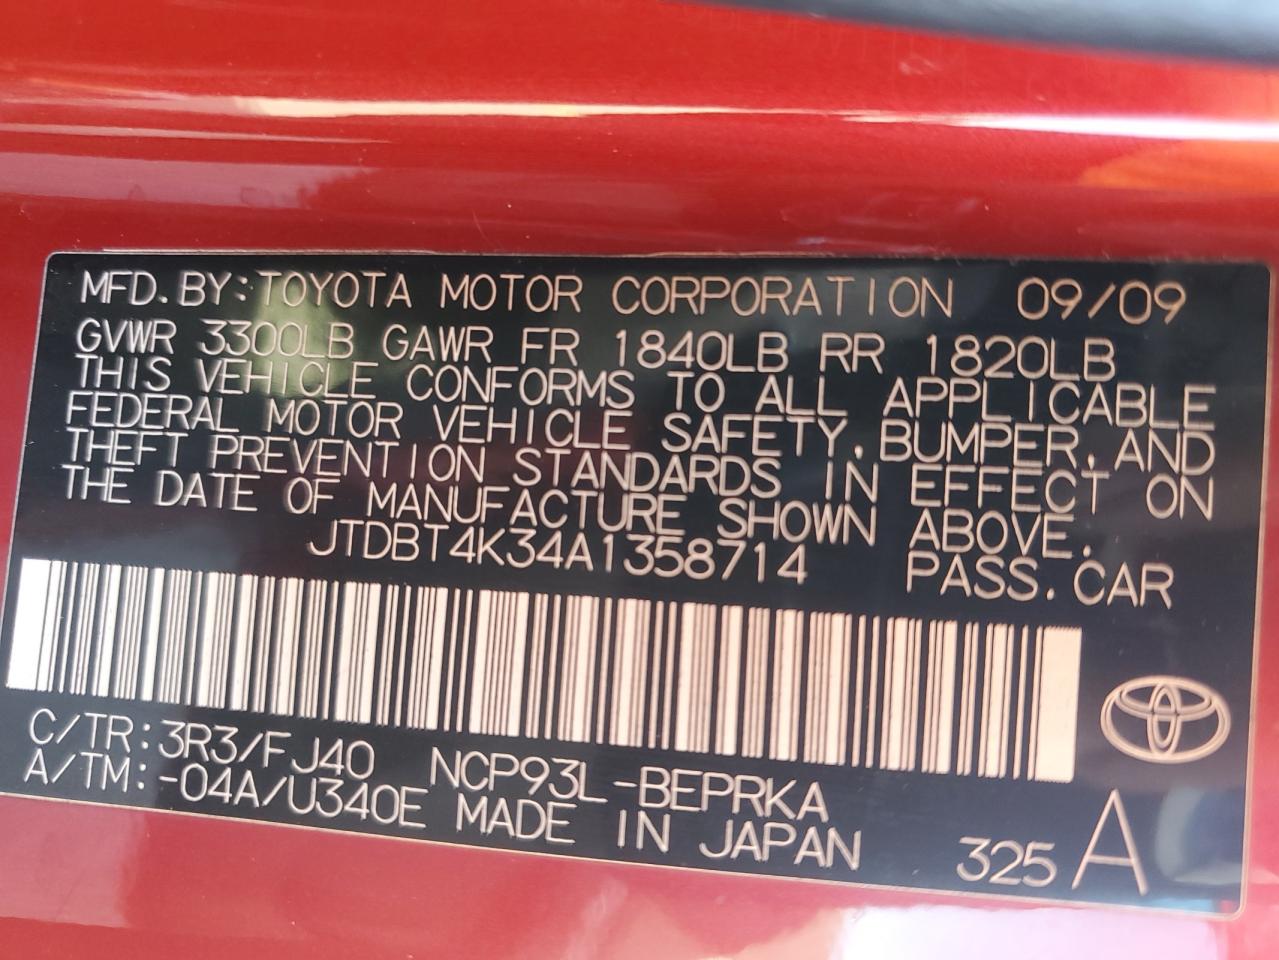 MFD. BY: TOYOTA MOTOR CORPORATION 09/09
GVWR 3300LB GAWR FR 1840LB RR 1820LB
THIS VEHICLE CONFORMS TO ALL APPLICABLE
FEDERAL MOTOR VEHICLE SAFETY, BUMPER, AND
THEFT PREVENTION STANDARDS IN EFFECT ON
THE DATE OF MANUFACTURE SHOWN ABOVE.
JTDBT4K34A1358714 PASS. CAR
C/TR: 3R3/FJ40 NCP93L-BEPRKA
A/TM: -04A/U340E MADE IN JAPAN 325 A